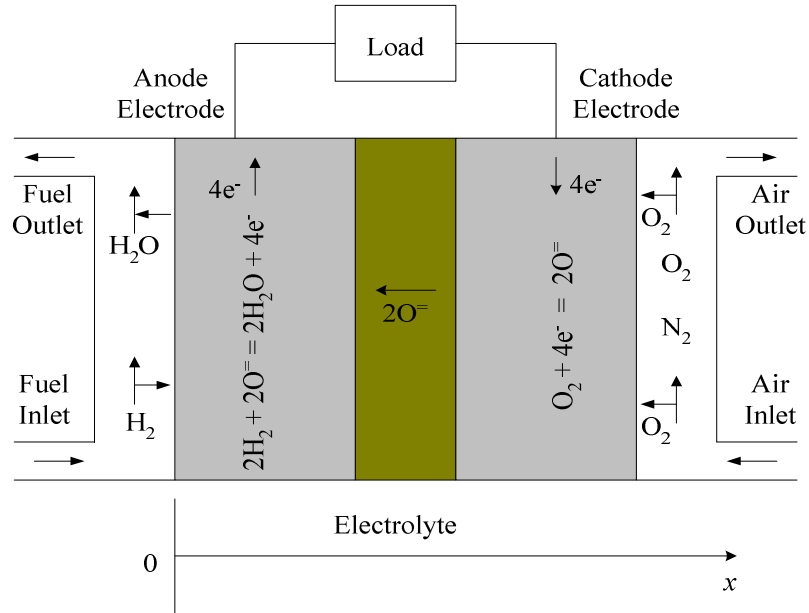 Load
Anode
Electrode
Cathode
Electrode
4e⁻
4e⁻
Fuel
Outlet
H₂O
O₂
Air
Outlet
O₂
2H₂ + 2O⁼ = 2H₂O + 4e⁻
2O⁼
O₂ + 4e⁻ = 2O⁼
N₂
Fuel
Inlet
H₂
O₂
Air
Inlet
Electrolyte
0
x